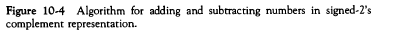 Figure 10-4 Algorithm for adding and subtracting numbers in signed-2's
complement representation.